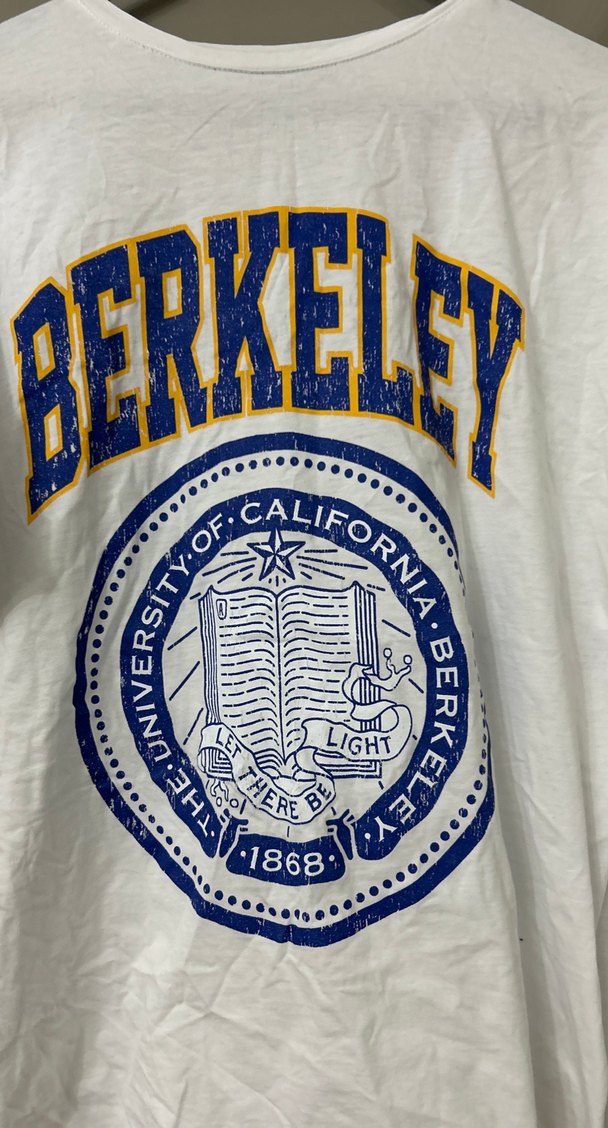 BERKELEY
·THE·UNIVERSITY·OF·CALIFORNIA·BERKELEY·
A
LET THERE BE LIGHT
·1868·